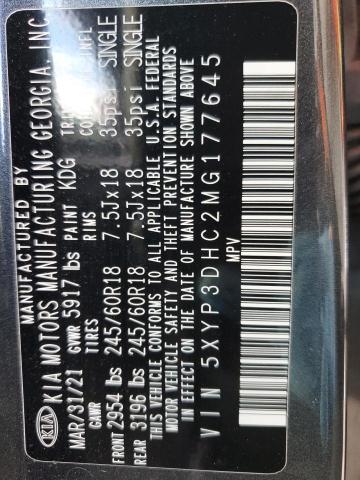 MANUFACTURED BY
KIA KIA MOTORS MANUFACTURING GEORGIA, INC
MAR/31/21 GVWR 5917 lbs PAINT KDG
GAWR TIRES RIMS
FRONT 2954 lbs 245/60R18 7.5Jx18 35psi SINGLE
REAR 3196 lbs 245/60R18 7.5Jx18 35psi SINGLE
THIS VEHICLE CONFORMS TO ALL APPLICABLE U.S.A. FEDERAL
MOTOR VEHICLE SAFETY AND THEFT PREVENTION STANDARDS
IN EFFECT ON THE DATE OF MANUFACTURE SHOWN ABOVE
VIN 5XYP3DHC2MG177645
MPV